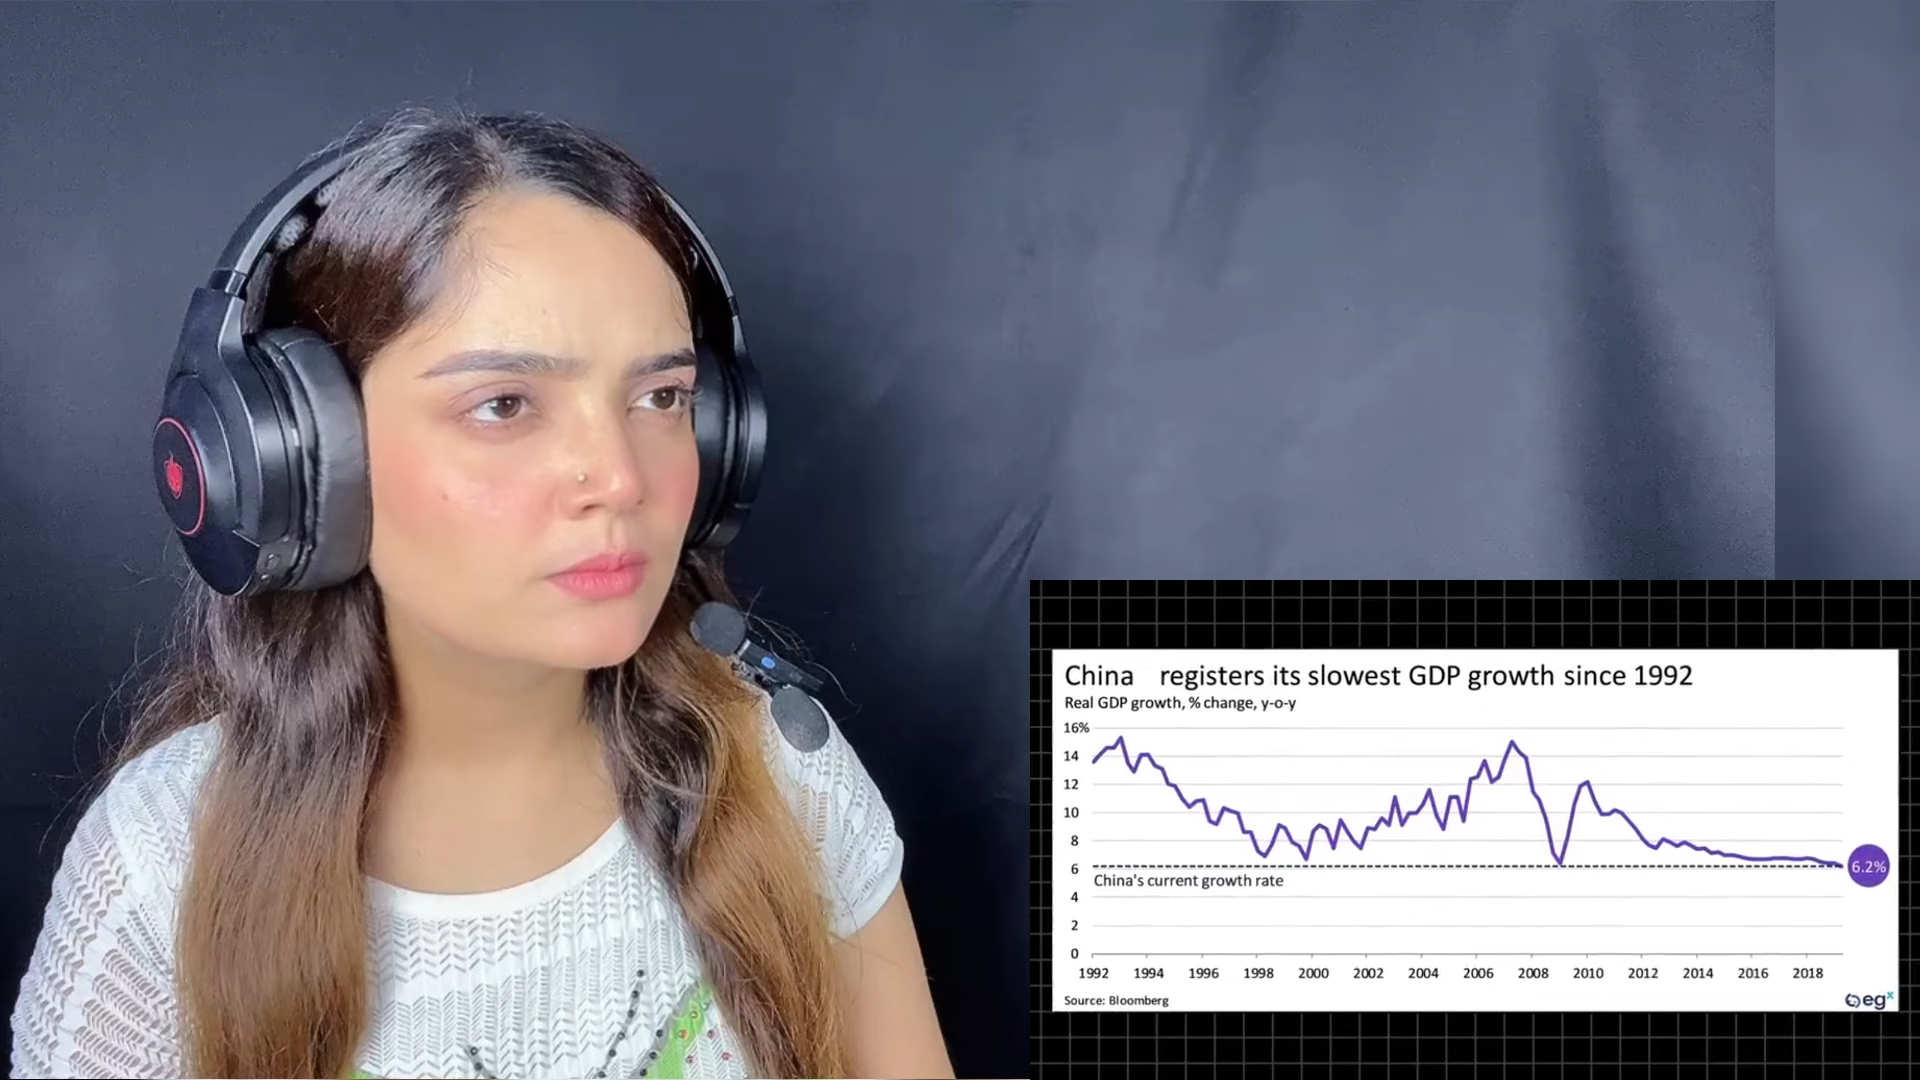 China registers its slowest GDP growth since 1992
Real GDP growth, % change, y-o-y
16%
14
12
10
8
6
4
2
0
6.2%
China's current growth rate
1992 1994 1996 1998 2000 2002 2004 2006 2008 2010 2012 2014 2016 2018
Source: Bloomberg
egx